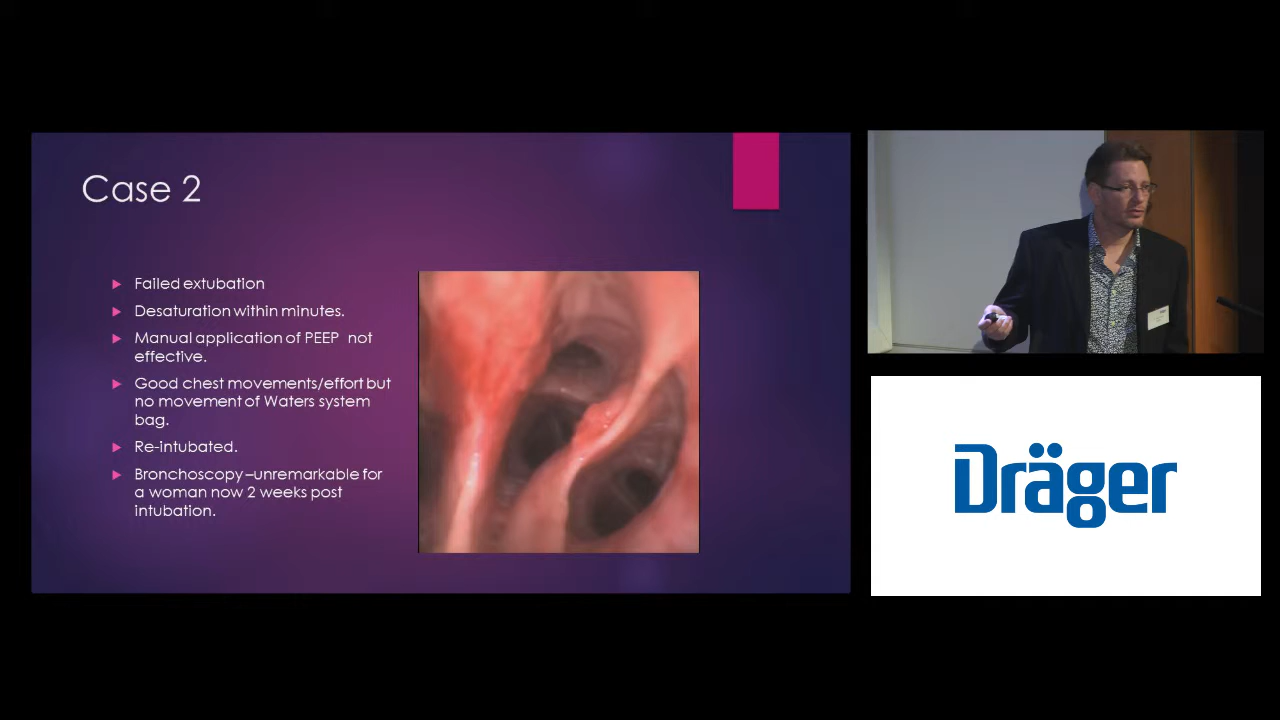 Case 2
Failed extubation
Desaturation within minutes.
Manual application of PEEP not
effective.
Good chest movements/effort but
no movement of Waters system
bag.
Re-intubated.
Bronchoscopy –unremarkable for
a woman now 2 weeks post
intubation.
Dräger